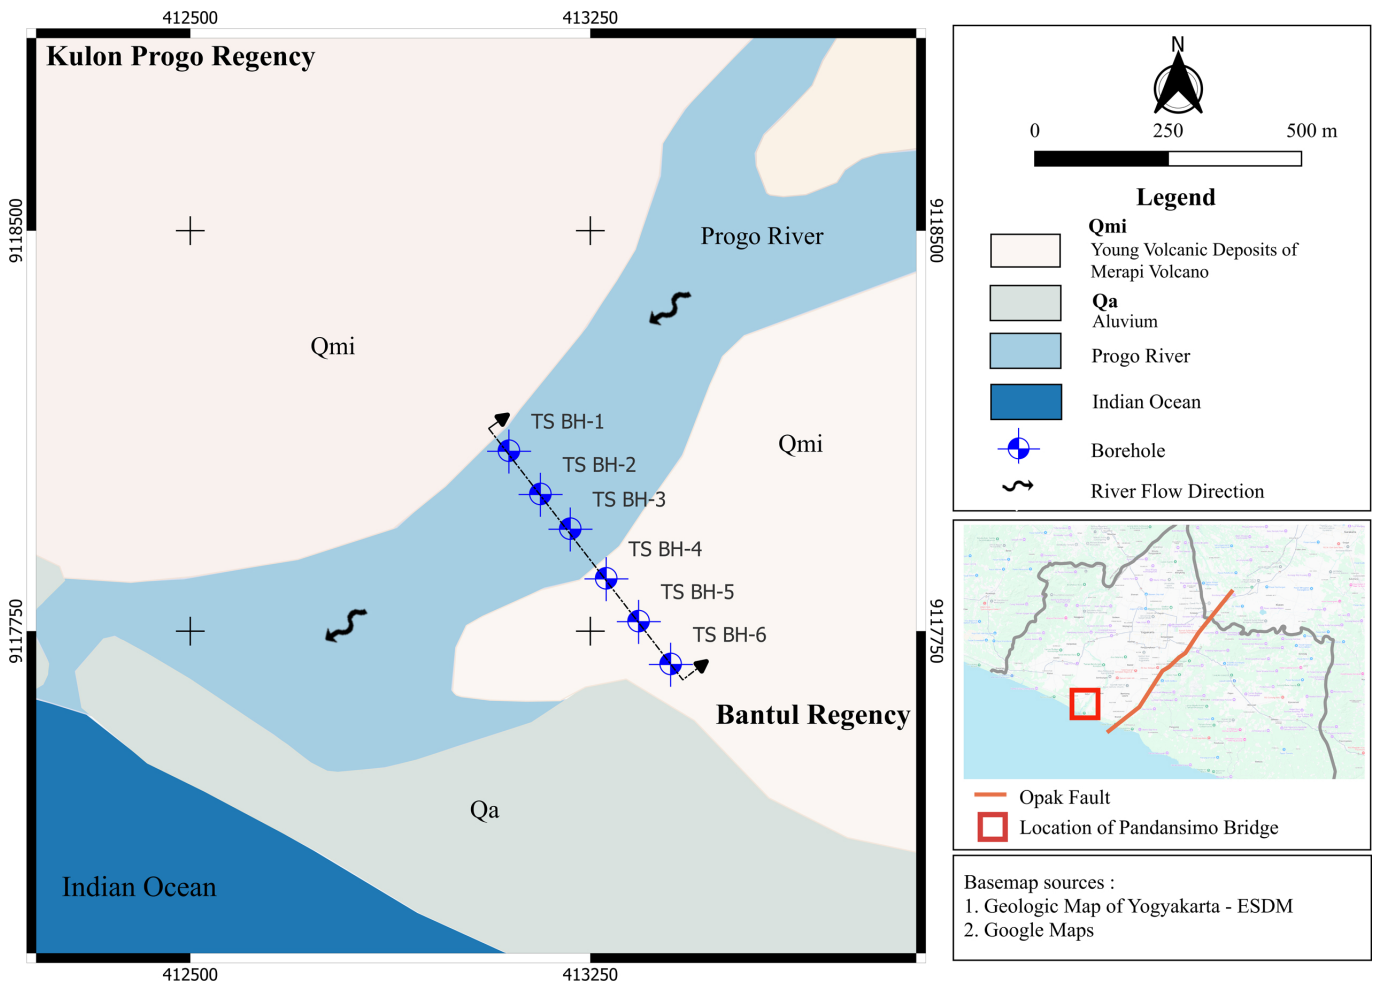 412500
413250
Kulon Progo Regency
9118500
9118500
Progo River
Qmi
Qmi
TS BH-1
TS BH-2
TS BH-3
TS BH-4
TS BH-5
TS BH-6
9117750
9117750
Bantul Regency
Qa
Indian Ocean
412500
413250
N
0 250 500 m
Legend
Qmi
Young Volcanic Deposits of
Merapi Volcano
Qa
Aluvium
Progo River
Indian Ocean
Borehole
River Flow Direction
Opak Fault
Location of Pandansimo Bridge
Basemap sources :
1. Geologic Map of Yogyakarta - ESDM
2. Google Maps